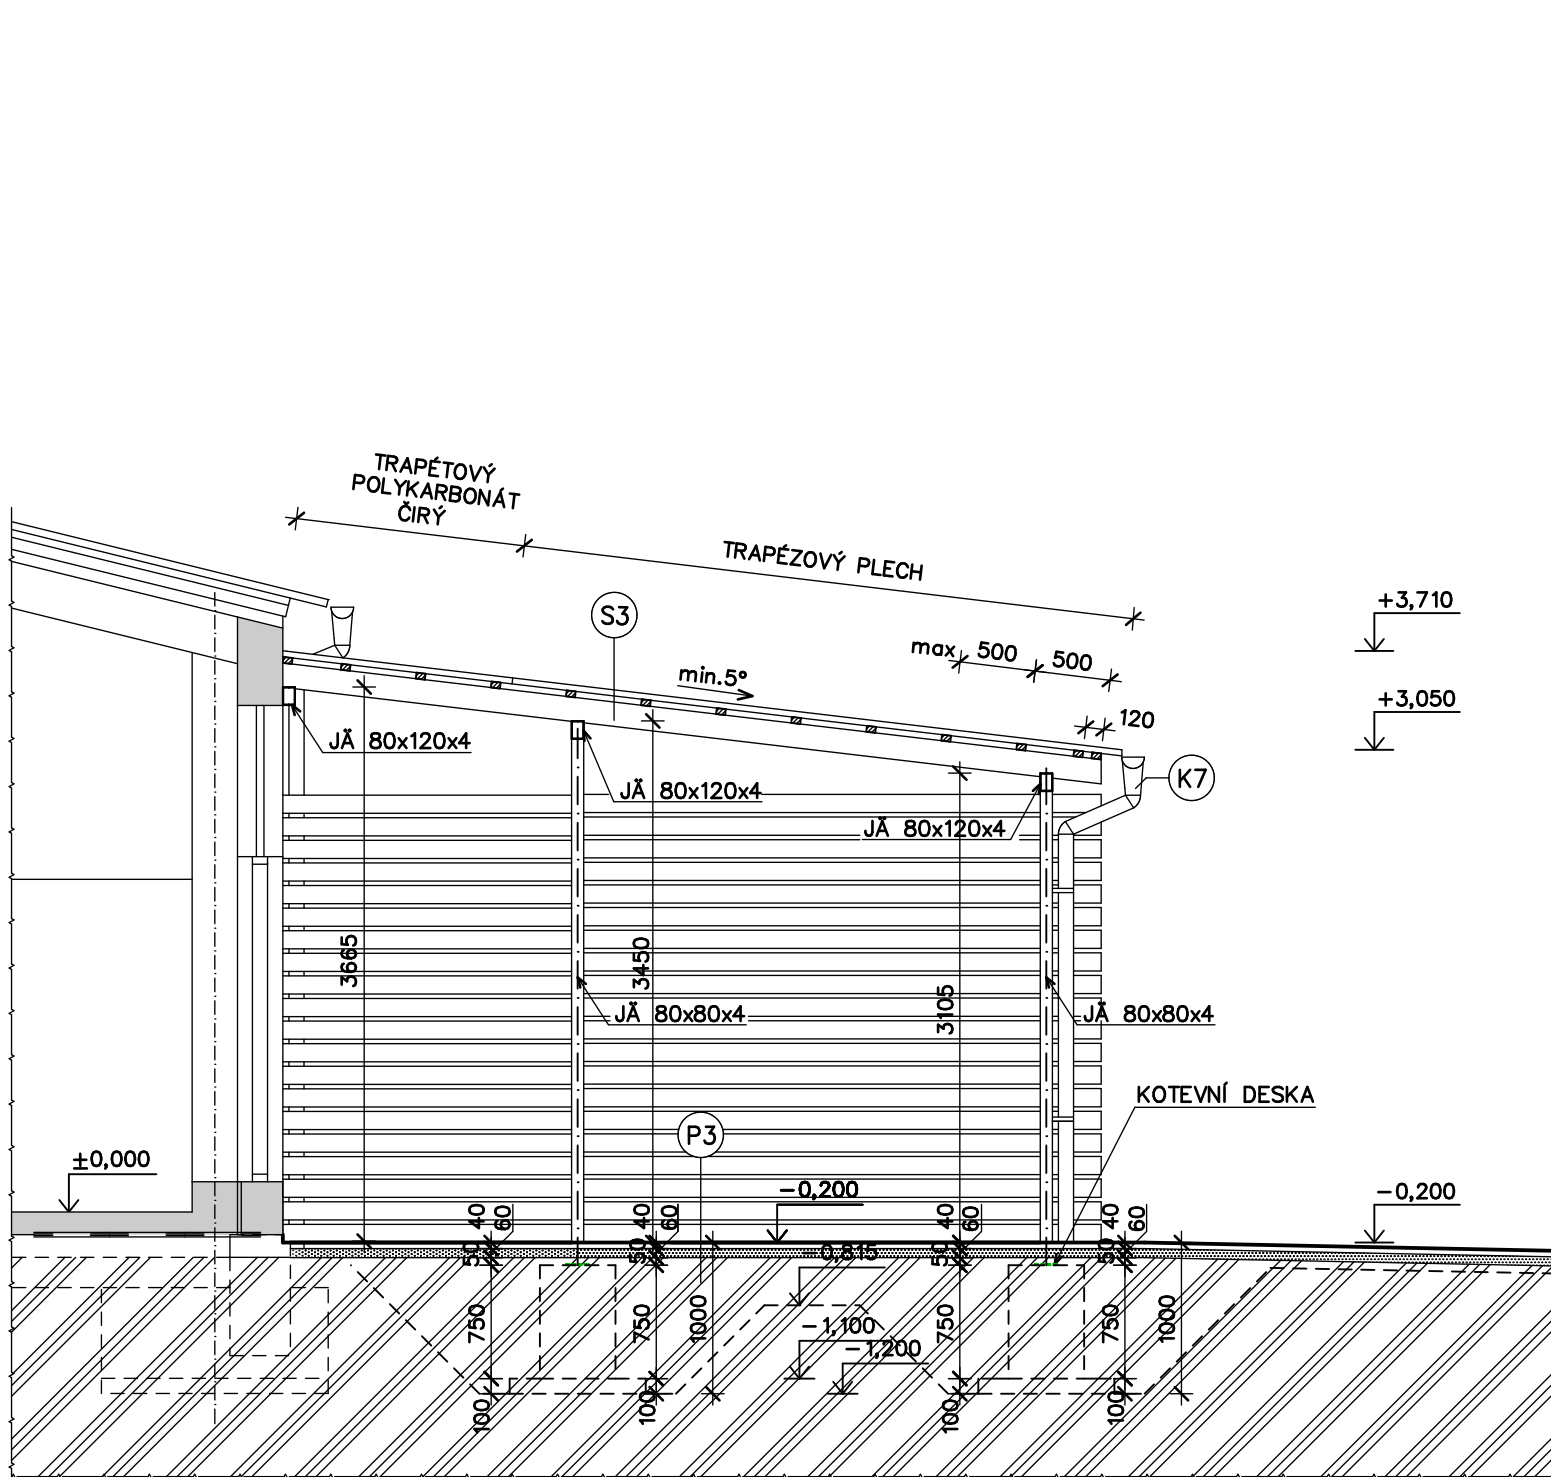 TRAPÉTOVÝ
POLYKARBONÁT
ČIRÝ
TRAPÉZOVÝ PLECH
S3
+3,710
max 500 500
min.5°
120
+3,050
JÄ 80x120x4
JÄ 80x120x4
K7
JÄ 80x120x4
3665
3450
3105
JÄ 80x80x4
JÄ 80x80x4
KOTEVNÍ DESKA
P3
±0,000
-0,200
-0,200
40
60
40
60
40
60
40
60
50
50
50
50
-0,815
750
750
1000
750
750
1000
-1,100
-1,200
100
100
100
100